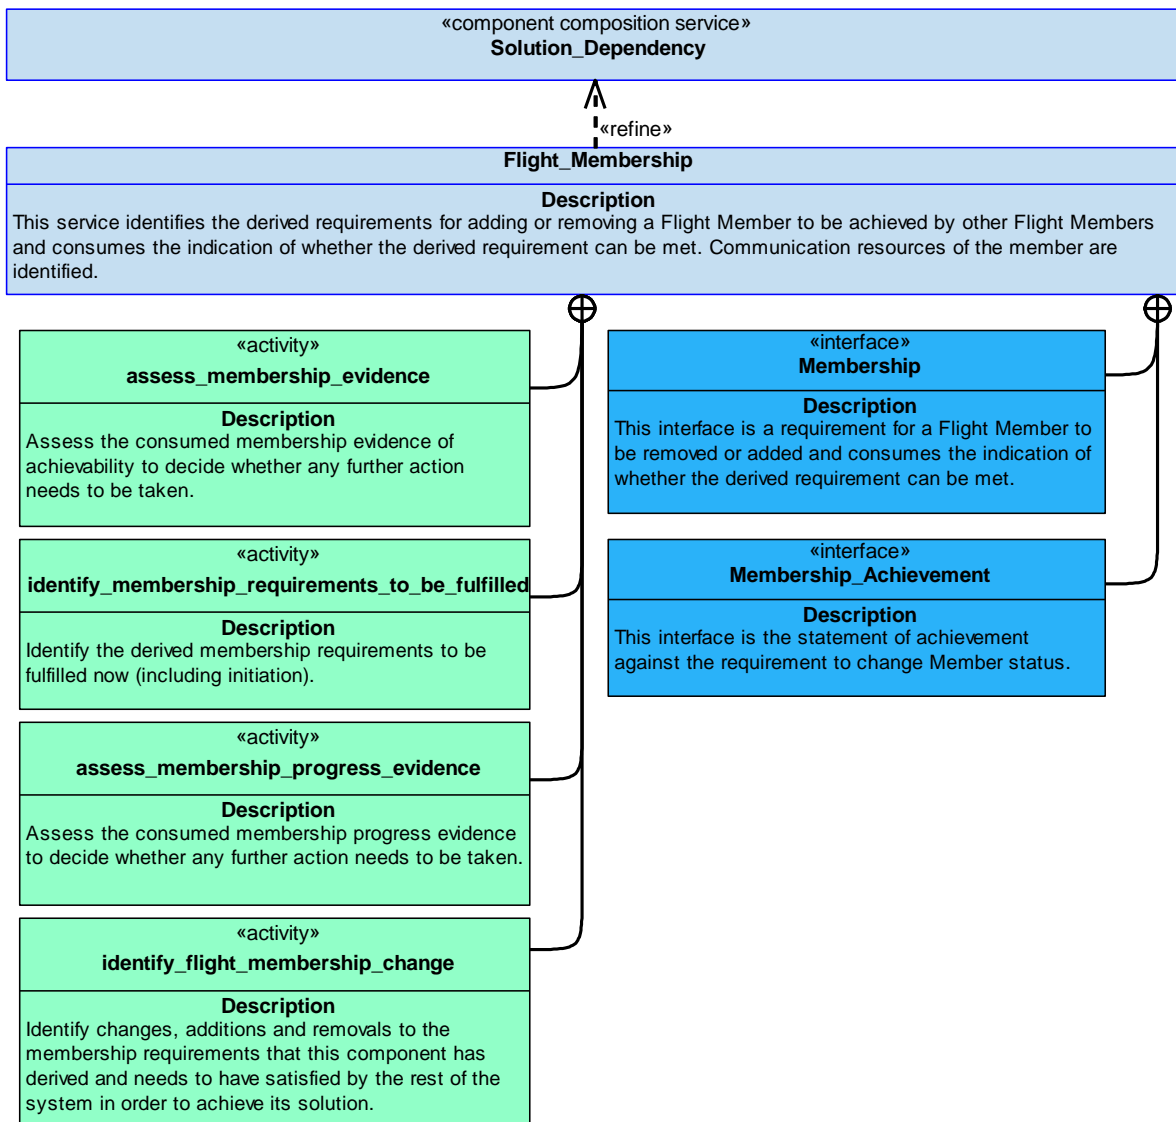 «component composition service»
Solution_Dependency
«refine»
Flight_Membership
Description
This service identifies the derived requirements for adding or removing a Flight Member to be achieved by other Flight Members
and consumes the indication of whether the derived requirement can be met. Communication resources of the member are
identified.
«activity»
assess_membership_evidence
Description
Assess the consumed membership evidence of
achievability to decide whether any further action
needs to be taken.
«activity»
identify_membership_requirements_to_be_fulfilled
Description
Identify the derived membership requirements to be
fulfilled now (including initiation).
«activity»
assess_membership_progress_evidence
Description
Assess the consumed membership progress evidence
to decide whether any further action needs to be taken.
«activity»
identify_flight_membership_change
Description
Identify changes, additions and removals to the
membership requirements that this component has
derived and needs to have satisfied by the rest of the
system in order to achieve its solution.
«interface»
Membership
Description
This interface is a requirement for a Flight Member to
be removed or added and consumes the indication of
whether the derived requirement can be met.
«interface»
Membership_Achievement
Description
This interface is the statement of achievement
against the requirement to change Member status.